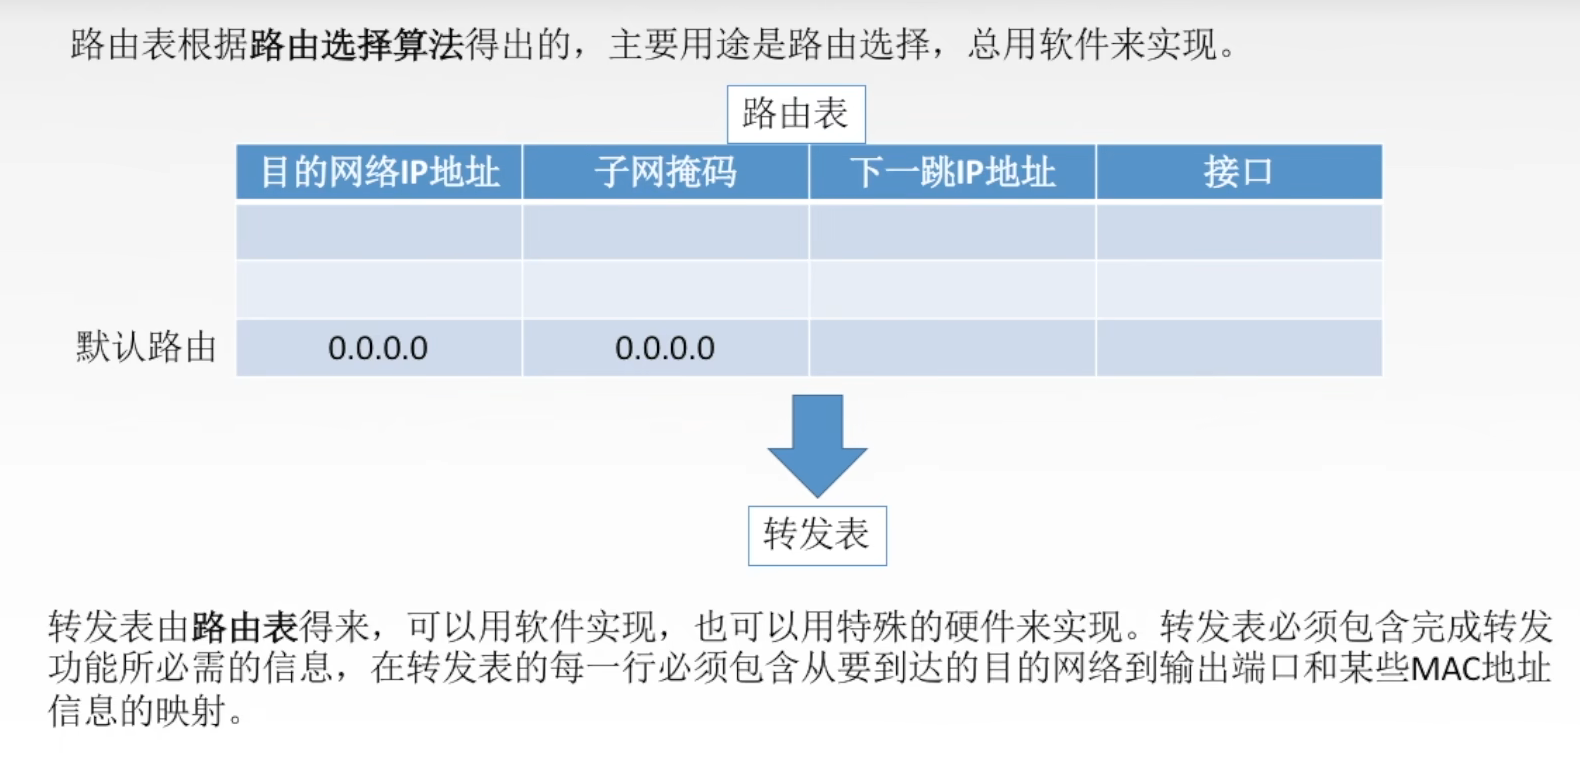 路由表根据路由选择算法得出的，主要用途是路由选择，总用软件来实现。
路由表
目的网络IP地址 子网掩码 下一跳IP地址 接口
默认路由 0.0.0.0 0.0.0.0
转发表
转发表由路由表得来，可以用软件实现，也可以用特殊的硬件来实现。转发表必须包含完成转发
功能所必需的信息，在转发表的每一行必须包含从要到达的目的网络到输出端口和某些MAC地址
信息的映射。